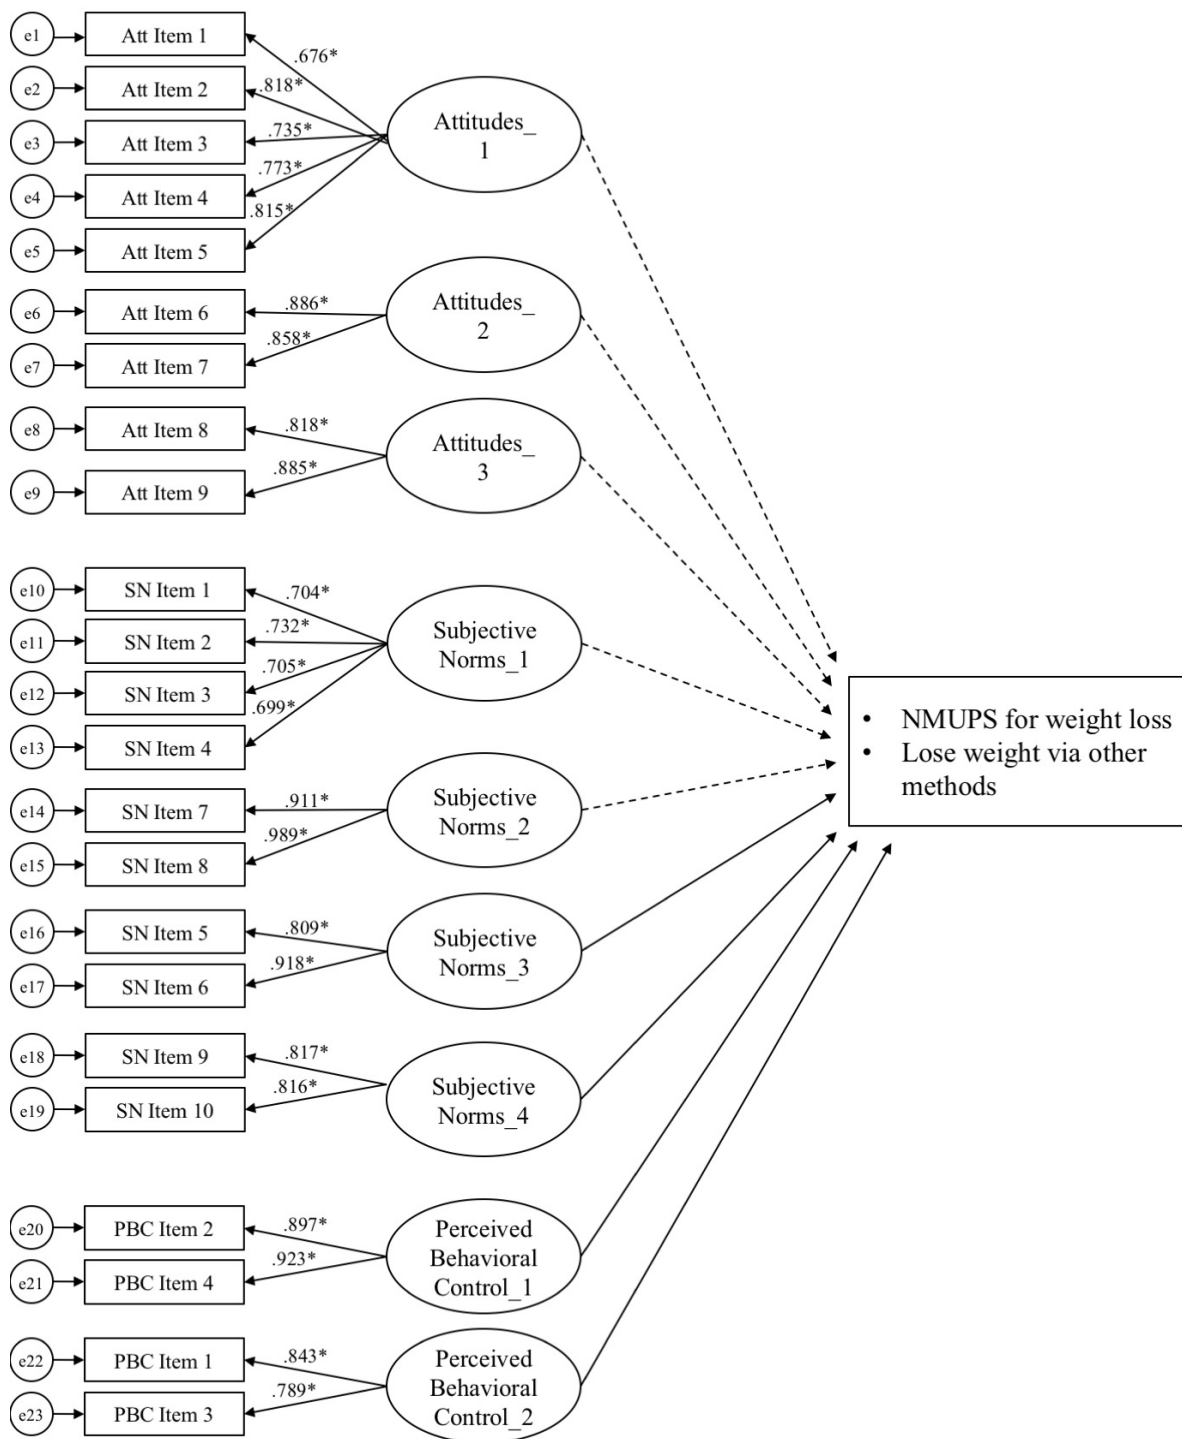 e1
Att Item 1
.676*
e2
Att Item 2
.818*
e3
Att Item 3
.735*
e4
Att Item 4
.773*
e5
Att Item 5
.815*
Attitudes_
1
e6
Att Item 6
.886*
e7
Att Item 7
.858*
Attitudes_
2
e8
Att Item 8
.818*
e9
Att Item 9
.885*
Attitudes_
3
e10
SN Item 1
.704*
e11
SN Item 2
.732*
e12
SN Item 3
.705*
e13
SN Item 4
.699*
Subjective
Norms_1
e14
SN Item 7
.911*
e15
SN Item 8
.989*
Subjective
Norms_2
e16
SN Item 5
.809*
e17
SN Item 6
.918*
Subjective
Norms_3
e18
SN Item 9
.817*
e19
SN Item 10
.816*
Subjective
Norms_4
e20
PBC Item 2
.897*
e21
PBC Item 4
.923*
Perceived
Behavioral
Control_1
e22
PBC Item 1
.843*
e23
PBC Item 3
.789*
Perceived
Behavioral
Control_2
• NMUPS for weight loss
• Lose weight via other
methods